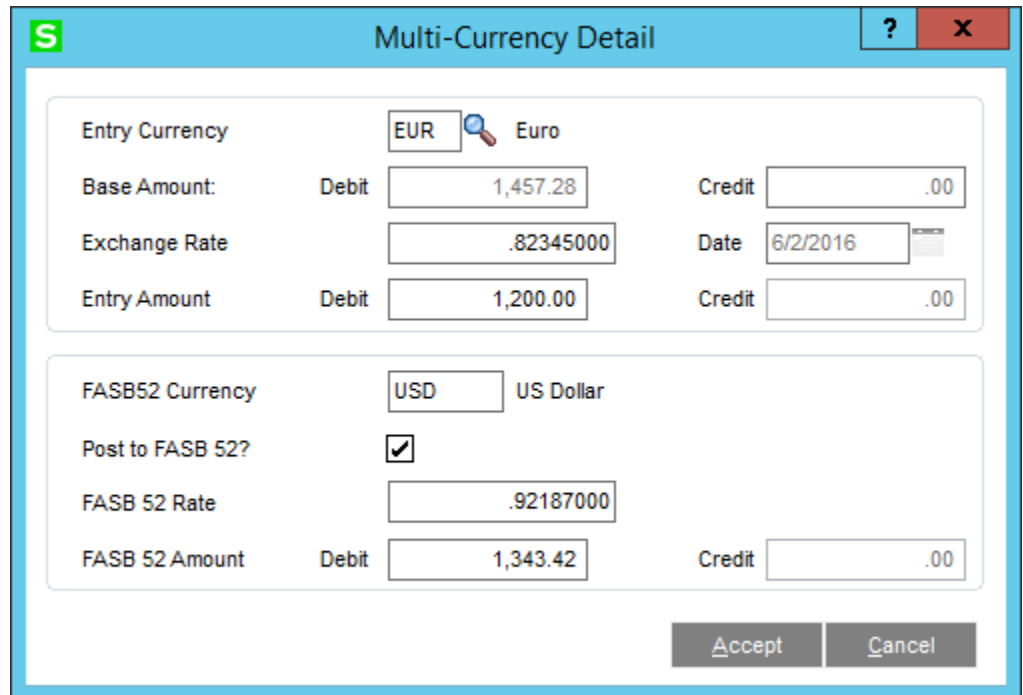 S Multi-Currency Detail ? x
Entry Currency EUR Euro
Base Amount: Debit 1,457.28 Credit .00
Exchange Rate .82345000 Date 6/2/2016
Entry Amount Debit 1,200.00 Credit .00
FASB52 Currency USD US Dollar
Post to FASB 52?
FASB 52 Rate .92187000
FASB 52 Amount Debit 1,343.42 Credit .00
Accept Cancel